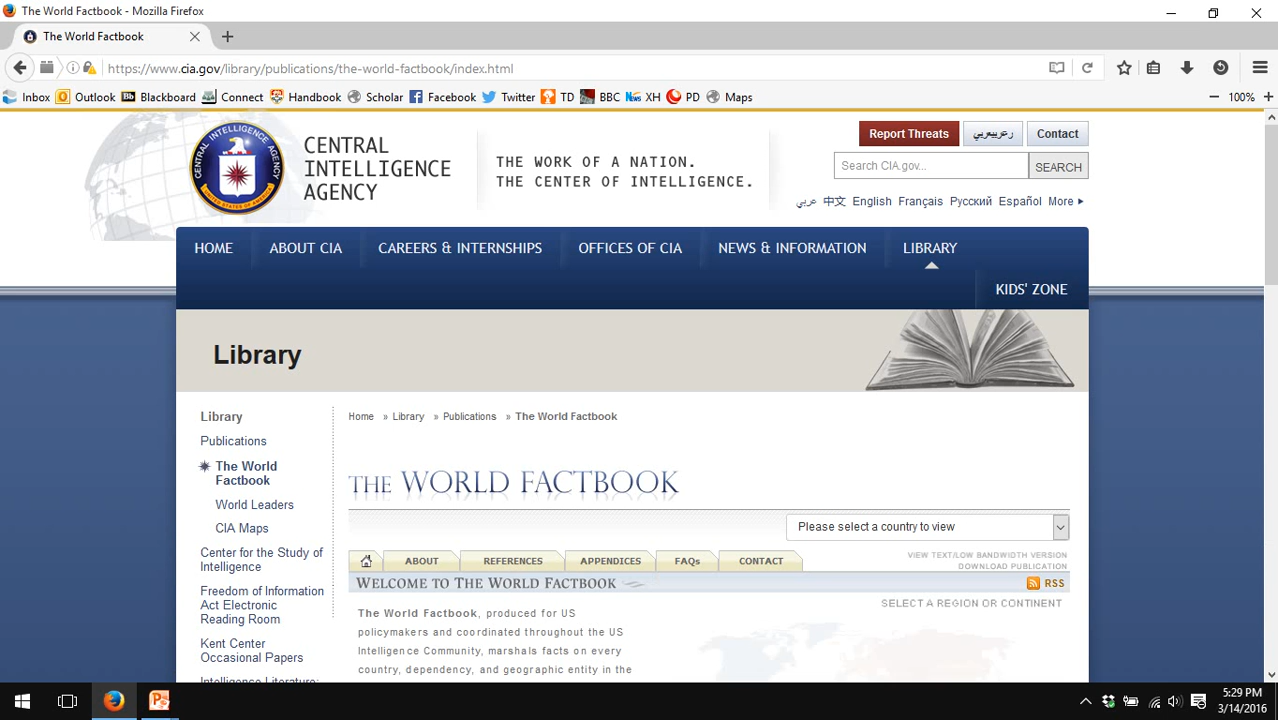 The World Factbook - Mozilla Firefox
The World Factbook
https://www.cia.gov/library/publications/the-world-factbook/index.html
Inbox Outlook Blackboard Connect Handbook Scholar Facebook Twitter TD BBC XH PD Maps
100%
CENTRAL
INTELLIGENCE
AGENCY
THE WORK OF A NATION.
THE CENTER OF INTELLIGENCE.
Report Threats
Contact
Search CIA.gov...
SEARCH
عربي 中文 English Français Русский Español More
HOME ABOUT CIA CAREERS & INTERNSHIPS OFFICES OF CIA NEWS & INFORMATION LIBRARY
KIDS' ZONE
Library
Library
Publications
The World
Factbook
World Leaders
CIA Maps
Center for the Study of
Intelligence
Freedom of Information
Act Electronic
Reading Room
Kent Center
Occasional Papers
Intelligence Literature:
Home » Library » Publications » The World Factbook
THE WORLD FACTBOOK
Please select a country to view
ABOUT REFERENCES APPENDICES FAQs CONTACT
VIEW TEXT/LOW BANDWIDTH VERSION
DOWNLOAD PUBLICATION
WELCOME TO THE WORLD FACTBOOK
RSS
SELECT A REGION OR CONTINENT
The World Factbook, produced for US
policymakers and coordinated throughout the US
Intelligence Community, marshals facts on every
country, dependency, and geographic entity in the
5:29 PM
3/14/2016